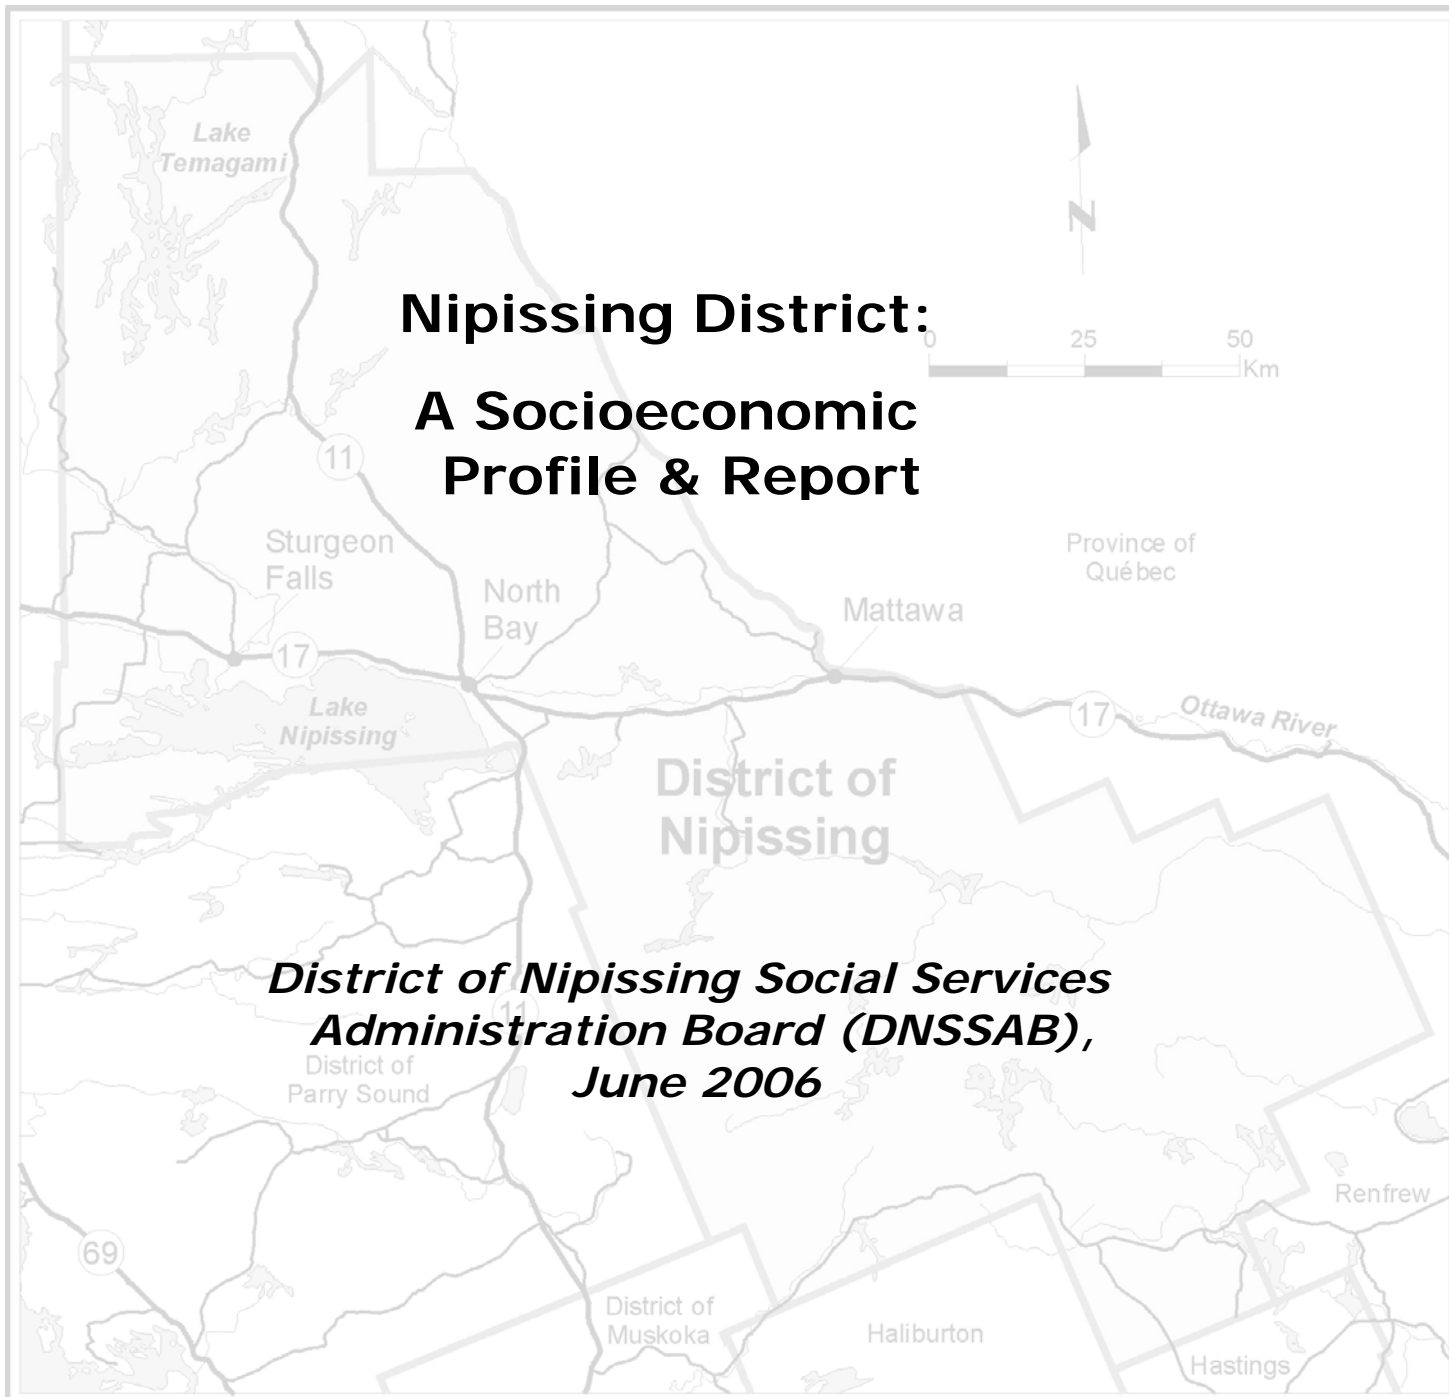 Lake
Temagami
N
Nipissing District:
0 25 50
Km
A Socioeconomic
Profile & Report
11
Sturgeon
Falls
Province of
Québec
North
Bay
Mattawa
17
Lake
Nipissing
17
Ottawa River
District of
Nipissing
District of Nipissing Social Services
11
Administration Board (DNSSAB),
District of
Parry Sound
June 2006
Renfrew
69
District of
Muskoka
Haliburton
Hastings